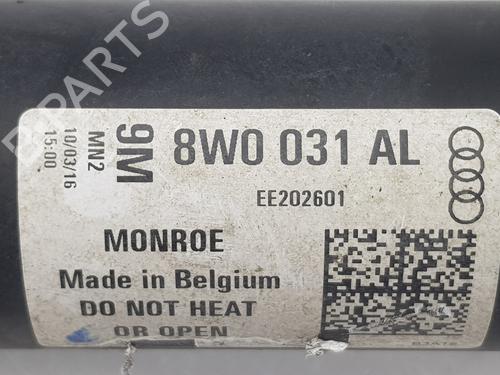 B-PARTS
9M
MN2
10/03/16
15:00
8W0 031 AL
EE202601
MONROE
Made in Belgium
DO NOT HEAT
OR OPEN